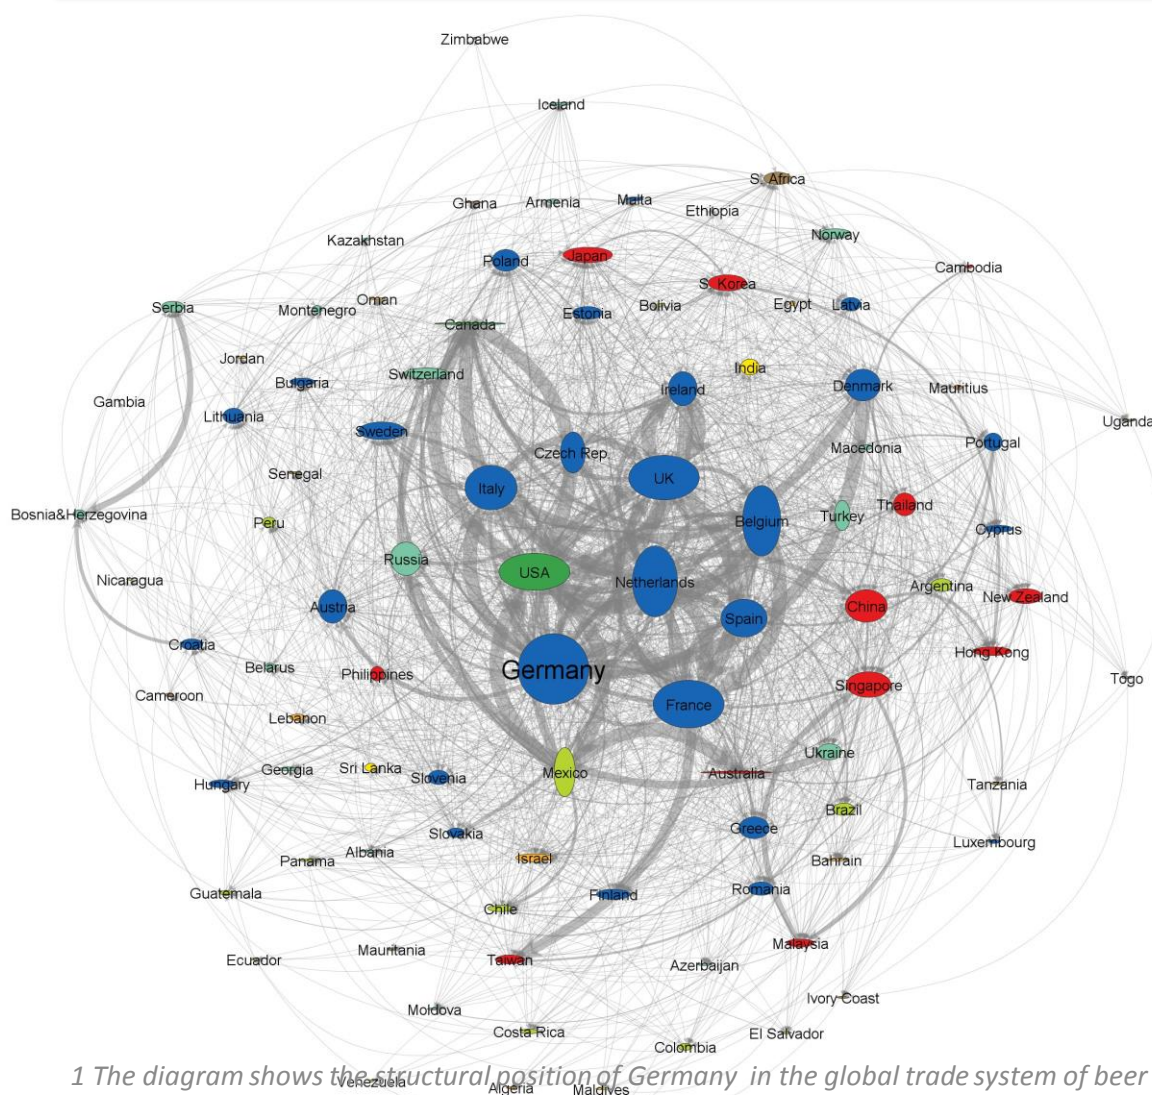 Zimbabwe
Iceland
S. Africa
Ghana
Armenia
Malta
Ethiopia
Norway
Kazakhstan
Poland
Japan
Cambodia
S. Korea
Serbia
Montenegro
Oman
Canada
Estonia
Bolivia
Egypt
Latvia
Jordan
Bulgaria
Switzerland
India
Ireland
Denmark
Mauritius
Gambia
Lithuania
Sweden
Uganda
Czech Rep.
Macedonia
Portugal
Senegal
Italy
UK
Bosnia&Herzegovina
Peru
Belgium
Turkey
Thailand
Cyprus
Russia
USA
Netherlands
Nicaragua
Argentina
New Zealand
Austria
Spain
China
Croatia
Hong Kong
Belarus
Philippines
Germany
Singapore
Togo
Cameroon
Lebanon
France
Georgia
Sri Lanka
Slovenia
Mexico
Australia
Ukraine
Hungary
Tanzania
Brazil
Slovakia
Greece
Luxembourg
Panama
Albania
Israel
Bahrain
Guatemala
Chile
Finland
Romania
Malaysia
Ecuador
Mauritania
Taiwan
Azerbaijan
Moldova
Ivory Coast
Costa Rica
El Salvador
Colombia
1 The diagram shows the structural position of Germany in the global trade system of beer
Venezuela
Algeria
Maldives